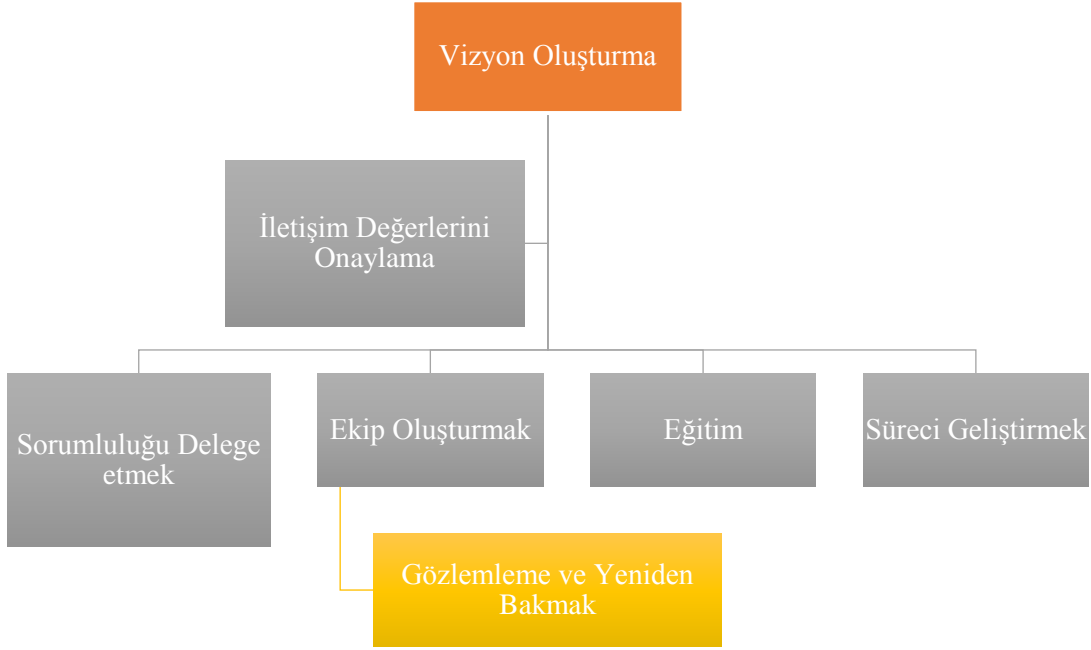 Vizyon Oluşturma
İletişim Değerlerini
Onaylama
Sorumluluğu Delege
etmek
Ekip Oluşturmak
Eğitim
Süreci Geliştirmek
Gözlemleme ve Yeniden
Bakmak